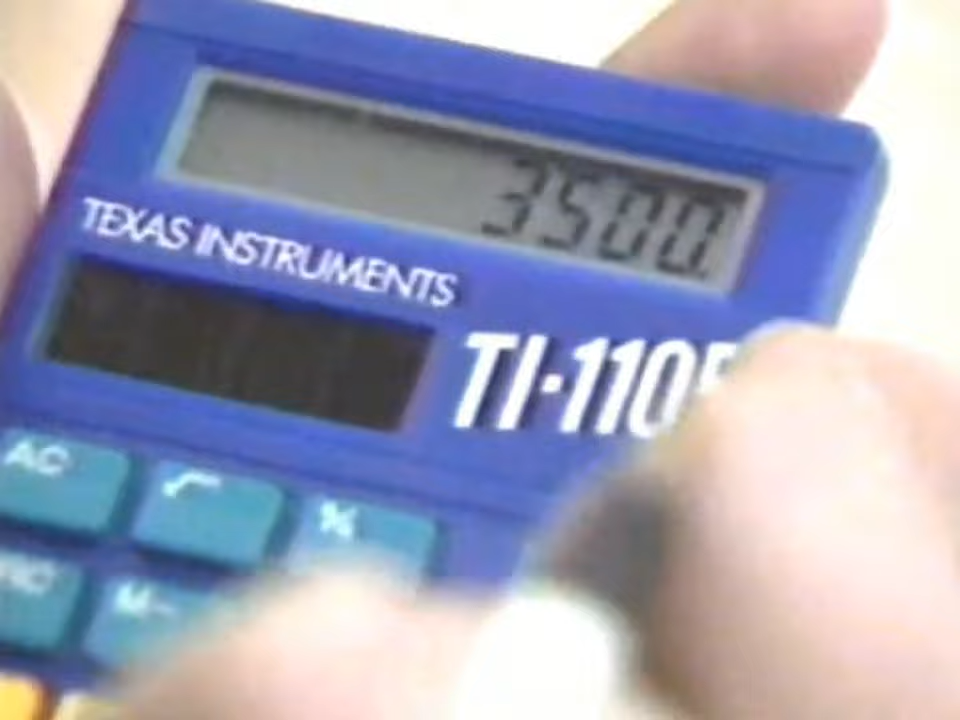 3500.
TEXAS INSTRUMENTS
TI-110
AC √ %
M-